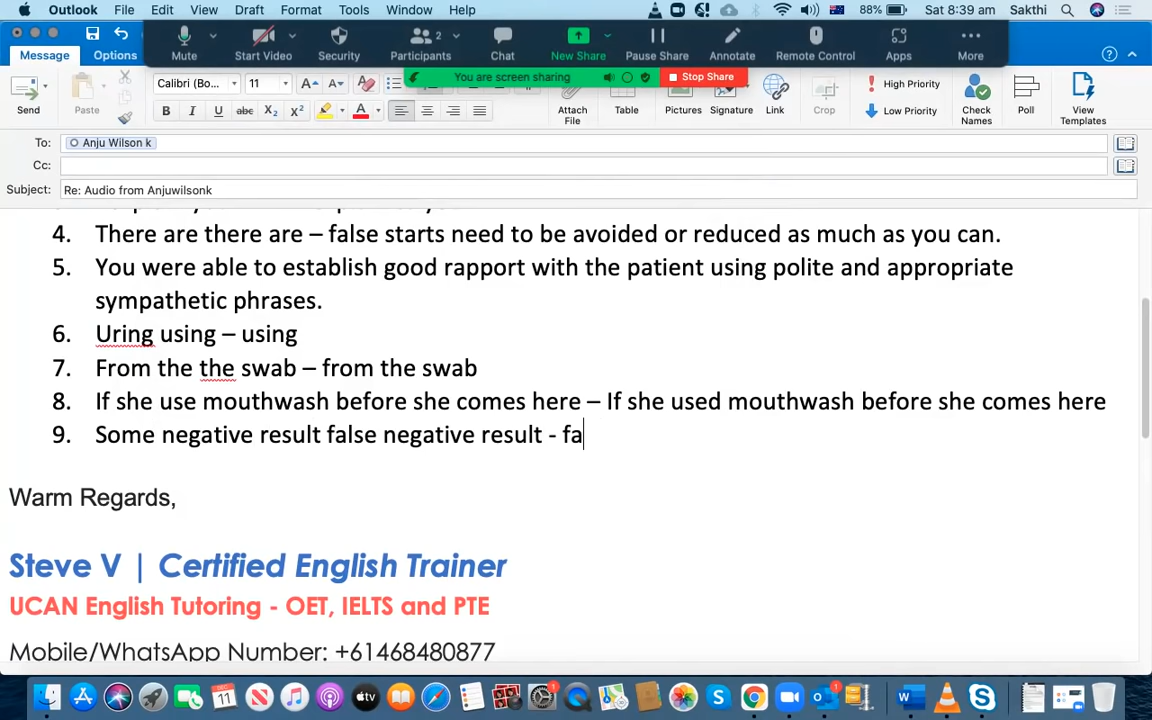 Outlook File Edit View Draft Format Tools Window Help 88% Sat 8:39 am Sakthi
Message Options
Mute Start Video Security Participants 2 Chat New Share Pause Share Annotate Remote Control Apps More
You are screen sharing Stop Share
Send Paste Calibri (Bo... 11 A A A
B I U abc X2 X2 A
Attach File Table Pictures Signature Link Crop High Priority Low Priority Check Names Poll View Templates
To: Anju Wilson k
Cc:
Subject: Re: Audio from Anjuwilsonk
4. There are there are – false starts need to be avoided or reduced as much as you can.
5. You were able to establish good rapport with the patient using polite and appropriate
sympathetic phrases.
6. Uring using – using
7. From the the swab – from the swab
8. If she use mouthwash before she comes here – If she used mouthwash before she comes here
9. Some negative result false negative result - fa
Warm Regards,
Steve V | Certified English Trainer
UCAN English Tutoring - OET, IELTS and PTE
Mobile/WhatsApp Number: +61468480877